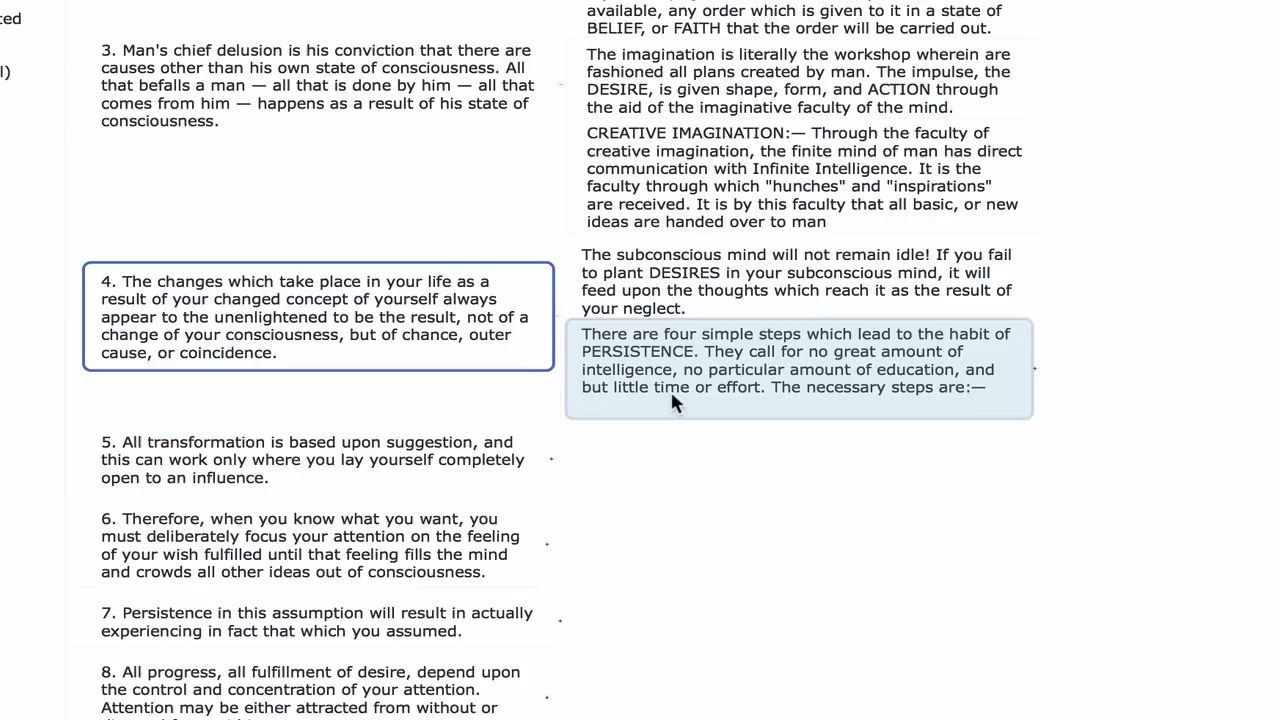 ted
l)
3. Man's chief delusion is his conviction that there are
causes other than his own state of consciousness. All
that befalls a man — all that is done by him — all that
comes from him — happens as a result of his state of
consciousness.
4. The changes which take place in your life as a
result of your changed concept of yourself always
appear to the unenlightened to be the result, not of a
change of your consciousness, but of chance, outer
cause, or coincidence.
5. All transformation is based upon suggestion, and
this can work only where you lay yourself completely
open to an influence.
6. Therefore, when you know what you want, you
must deliberately focus your attention on the feeling
of your wish fulfilled until that feeling fills the mind
and crowds all other ideas out of consciousness.
7. Persistence in this assumption will result in actually
experiencing in fact that which you assumed.
8. All progress, all fulfillment of desire, depend upon
the control and concentration of your attention.
Attention may be either attracted from without or
available, any order which is given to it in a state of
BELIEF, or FAITH that the order will be carried out.
The imagination is literally the workshop wherein are
fashioned all plans created by man. The impulse, the
DESIRE, is given shape, form, and ACTION through
the aid of the imaginative faculty of the mind.
CREATIVE IMAGINATION:— Through the faculty of
creative imagination, the finite mind of man has direct
communication with Infinite Intelligence. It is the
faculty through which "hunches" and "inspirations"
are received. It is by this faculty that all basic, or new
ideas are handed over to man
The subconscious mind will not remain idle! If you fail
to plant DESIRES in your subconscious mind, it will
feed upon the thoughts which reach it as the result of
your neglect.
There are four simple steps which lead to the habit of
PERSISTENCE. They call for no great amount of
intelligence, no particular amount of education, and
but little time or effort. The necessary steps are:—